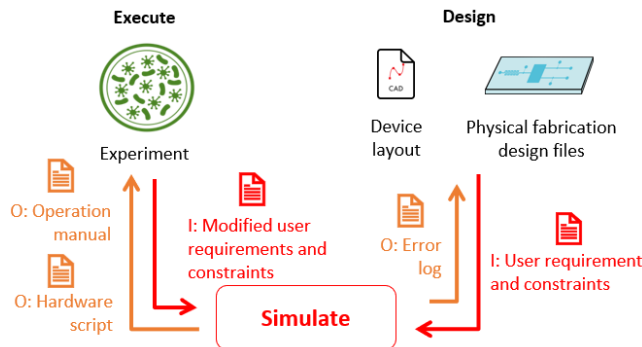 Execute
Design
CAD
Experiment
Device
layout
Physical fabrication
design files
O: Operation
manual
I: Modified user
requirements and
constraints
O: Error
log
I: User requirement
and constraints
O: Hardware
script
Simulate